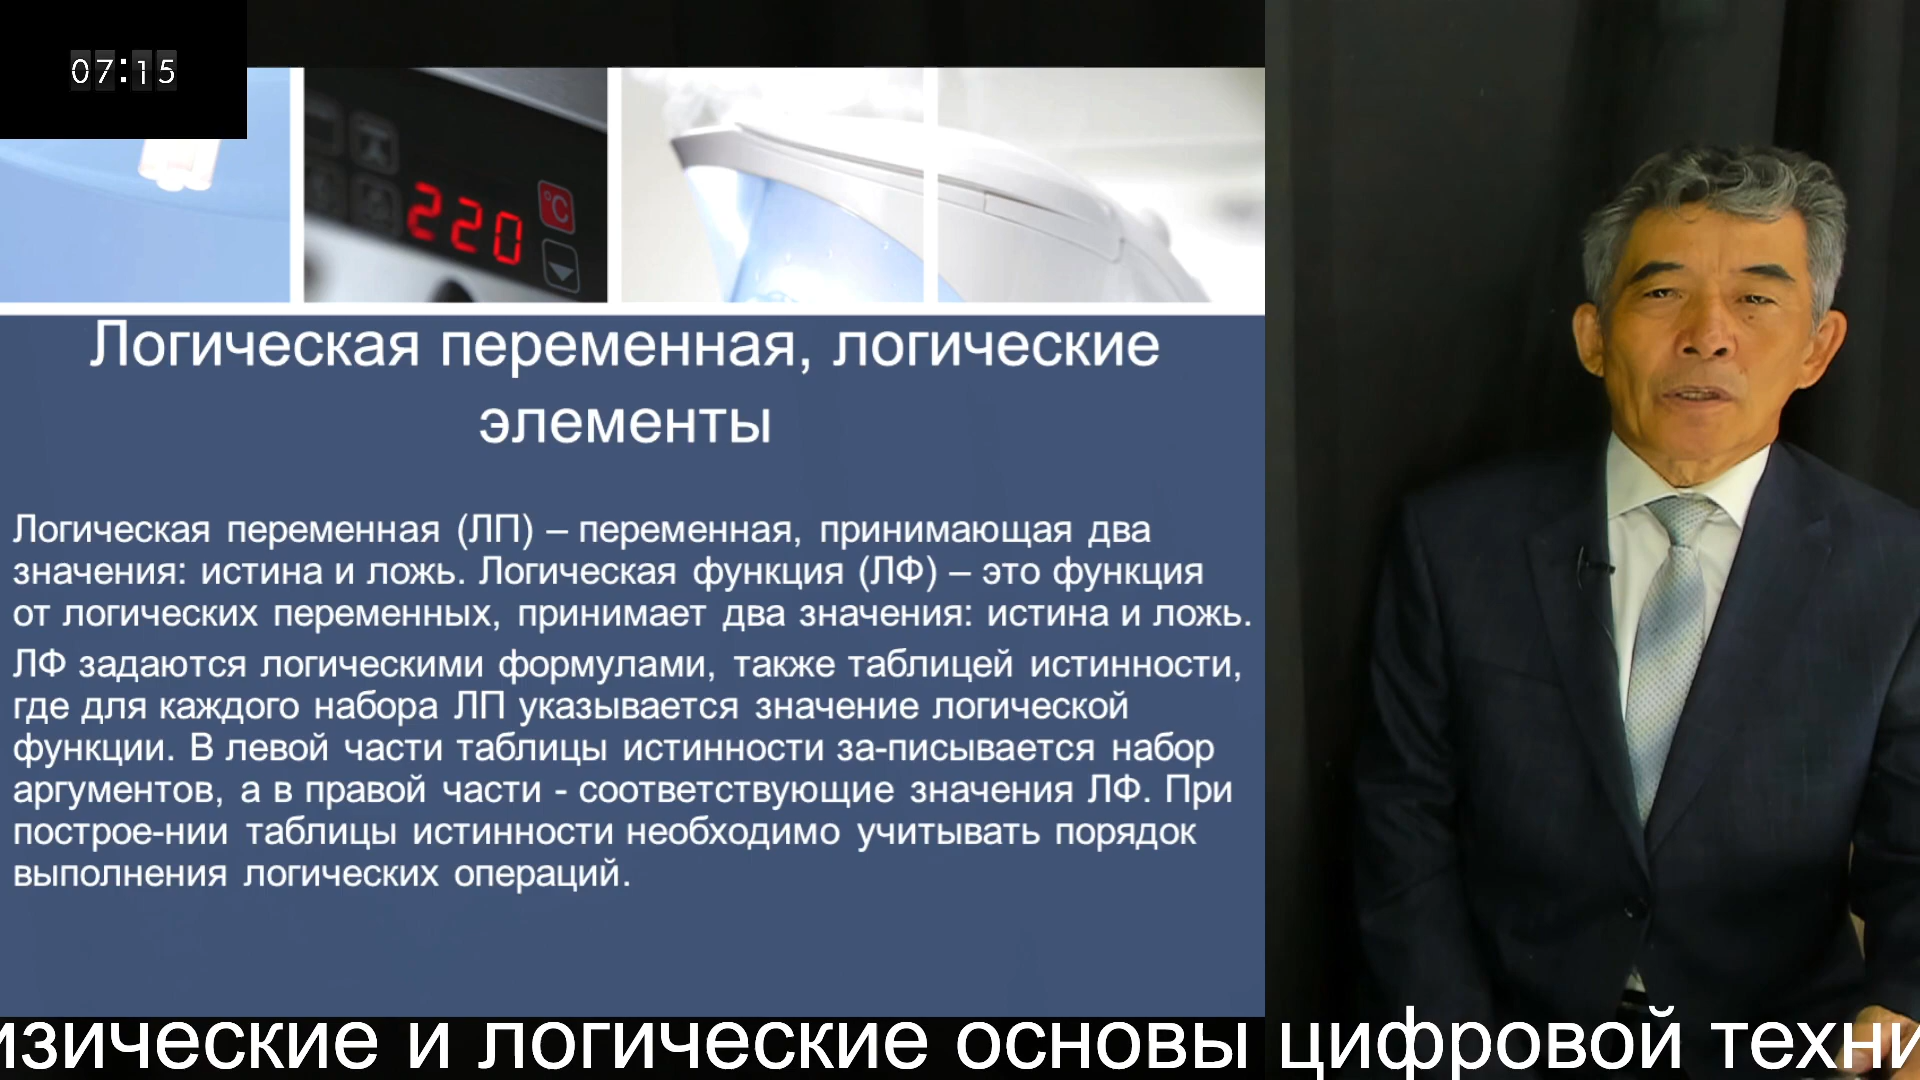 07:15
220
°C
Логическая переменная, логические
элементы
Логическая переменная (ЛП) – переменная, принимающая два
значения: истина и ложь. Логическая функция (ЛФ) – это функция
от логических переменных, принимает два значения: истина и ложь.
ЛФ задаются логическими формулами, также таблицей истинности,
где для каждого набора ЛП указывается значение логической
функции. В левой части таблицы истинности за-писывается набор
аргументов, а в правой части - соответствующие значения ЛФ. При
построе-нии таблицы истинности необходимо учитывать порядок
выполнения логических операций.
изические и логические основы цифровой техни